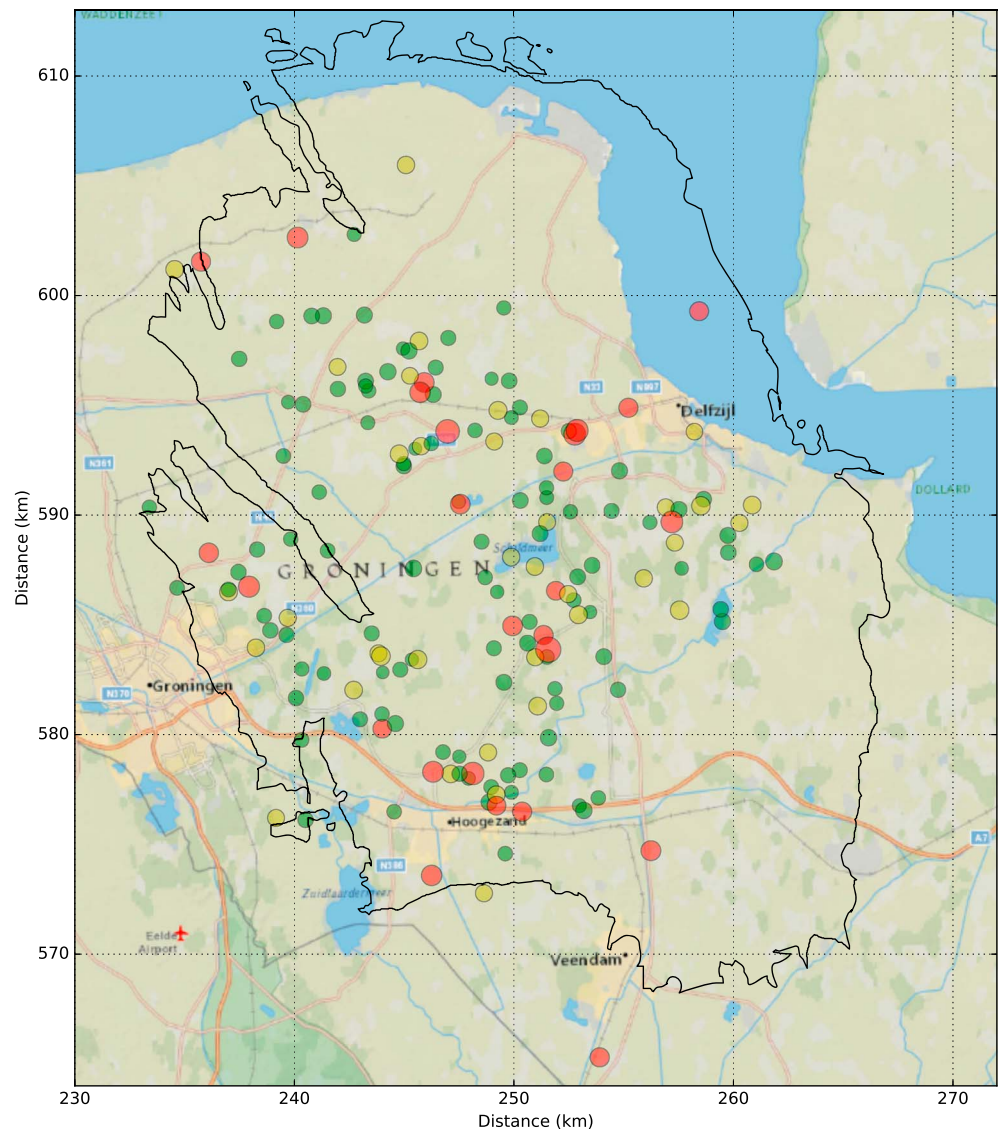 WADDENZEE
610
600
N33
N997
Delfzijl
N361
BOLLARD
Distance (km)
590
Schildmeer
GRONINGEN
N360
Groningen
N370
580
Hoogezand
A7
N386
Zuidlaardermeer
Eelde
Airport
570
Veendam
230
240
250
260
270
Distance (km)